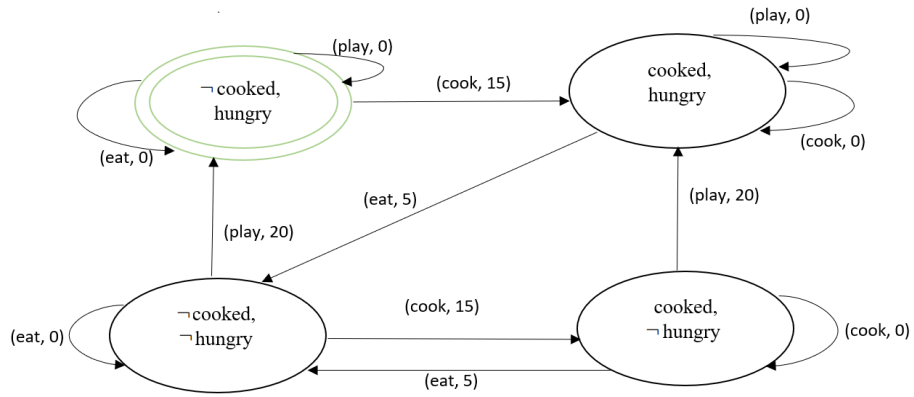 (play, 0)
(play, 0)
¬cooked,
hungry
(cook, 15)
cooked,
hungry
(eat, 0)
(cook, 0)
(eat, 5)
(play, 20)
(play, 20)
¬cooked,
¬hungry
(cook, 15)
cooked,
¬hungry
(eat, 0)
(cook, 0)
(eat, 5)